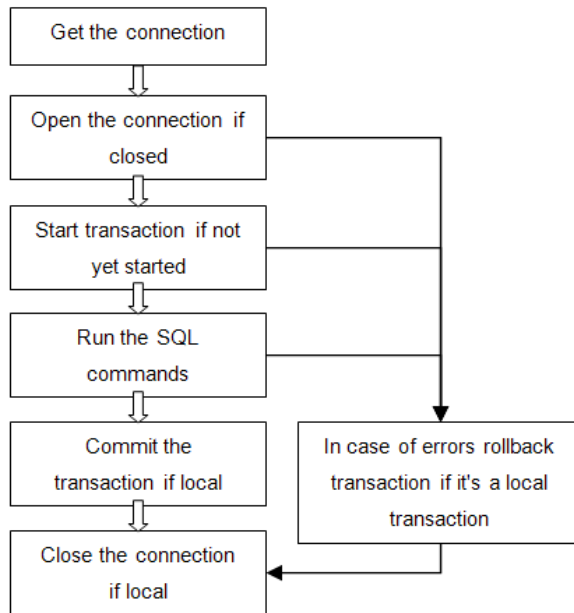 Get the connection
Open the connection if
closed
Start transaction if not
yet started
Run the SQL
commands
Commit the
transaction if local
In case of errors rollback
transaction if it's a local
transaction
Close the connection
if local